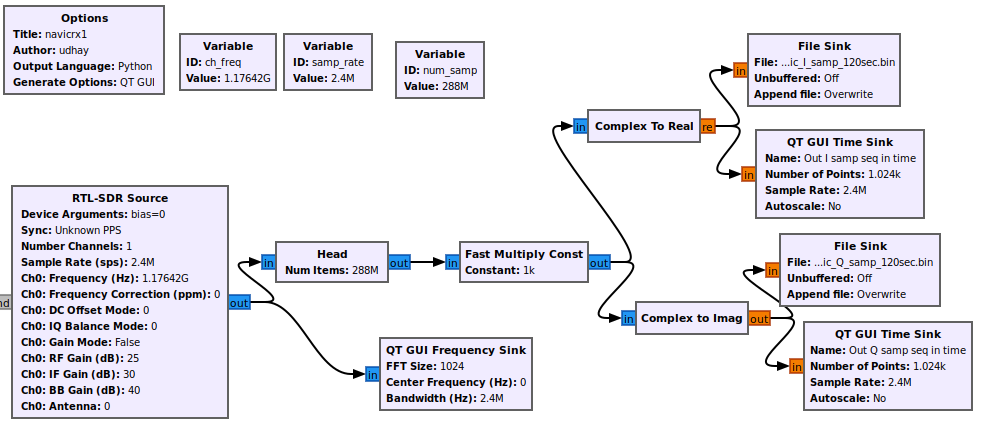 Options
Title: navicrx1
Author: udhay
Output Language: Python
Generate Options: QT GUI
Variable
ID: ch_freq
Value: 1.17642G
Variable
ID: samp_rate
Value: 2.4M
Variable
ID: num_samp
Value: 288M
File Sink
File: ...ic_I_samp_120sec.bin
Unbuffered: Off
Append file: Overwrite
in
in
Complex To Real
re
QT GUI Time Sink
Name: Out I samp seq in time
Number of Points: 1.024k
Sample Rate: 2.4M
Autoscale: No
in
RTL-SDR Source
Device Arguments: bias=0
Sync: Unknown PPS
Number Channels: 1
Sample Rate (sps): 2.4M
Ch0: Frequency (Hz): 1.17642G
Ch0: Frequency Correction (ppm): 0
Ch0: DC Offset Mode: 0
Ch0: IQ Balance Mode: 0
Ch0: Gain Mode: False
Ch0: RF Gain (dB): 25
Ch0: IF Gain (dB): 30
Ch0: BB Gain (dB): 40
Ch0: Antenna: 0
nd
out
in
Head
Num Items: 288M
out
in
Fast Multiply Const
Constant: 1k
out
File Sink
File: ...ic_Q_samp_120sec.bin
Unbuffered: Off
Append file: Overwrite
in
in
Complex to Imag
out
QT GUI Frequency Sink
FFT Size: 1024
Center Frequency (Hz): 0
Bandwidth (Hz): 2.4M
in
QT GUI Time Sink
Name: Out Q samp seq in time
Number of Points: 1.024k
Sample Rate: 2.4M
Autoscale: No
in